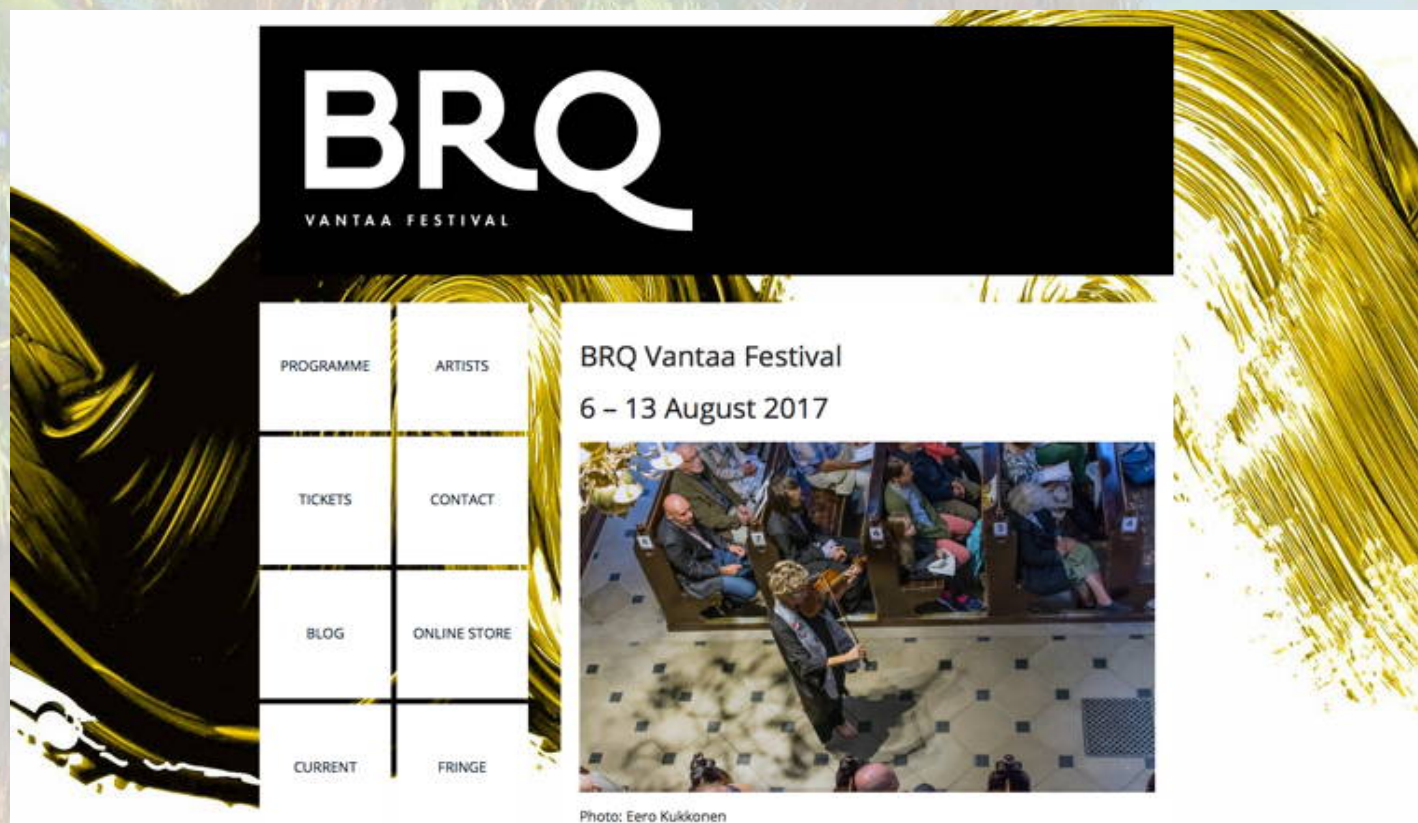 BRQ
VANTAA FESTIVAL
PROGRAMME
ARTISTS
TICKETS
CONTACT
BLOG
ONLINE STORE
CURRENT
FRINGE
BRQ Vantaa Festival
6 – 13 August 2017
Photo: Eero Kukkonen